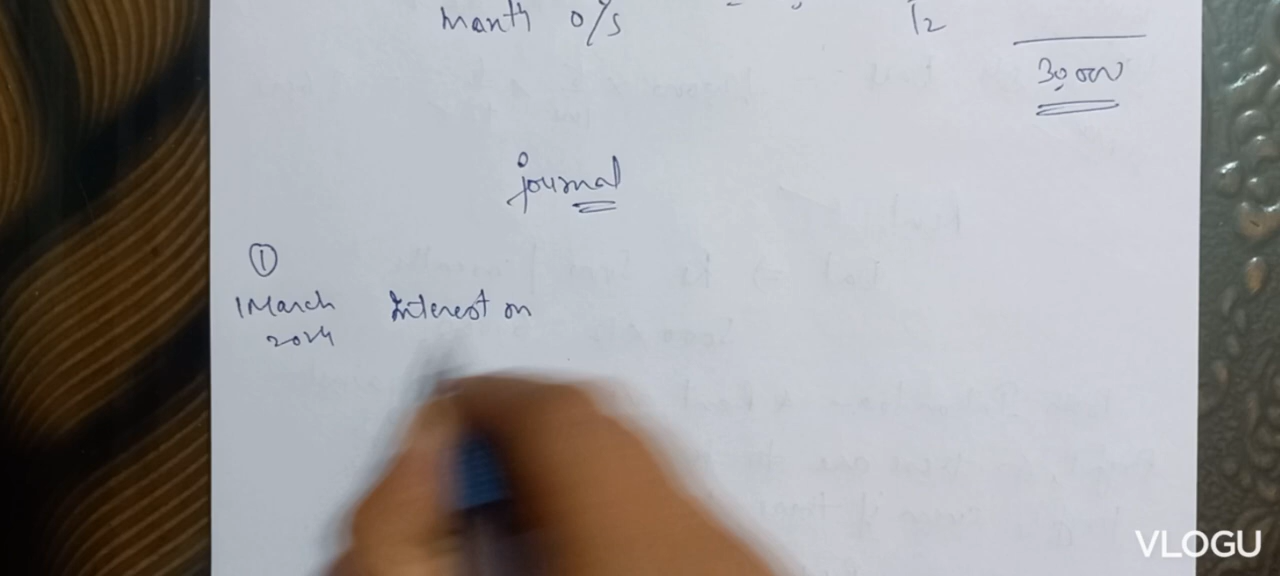 Month o/s 12
30,000
journal
①
1 March Interest on
2024
VLOGU